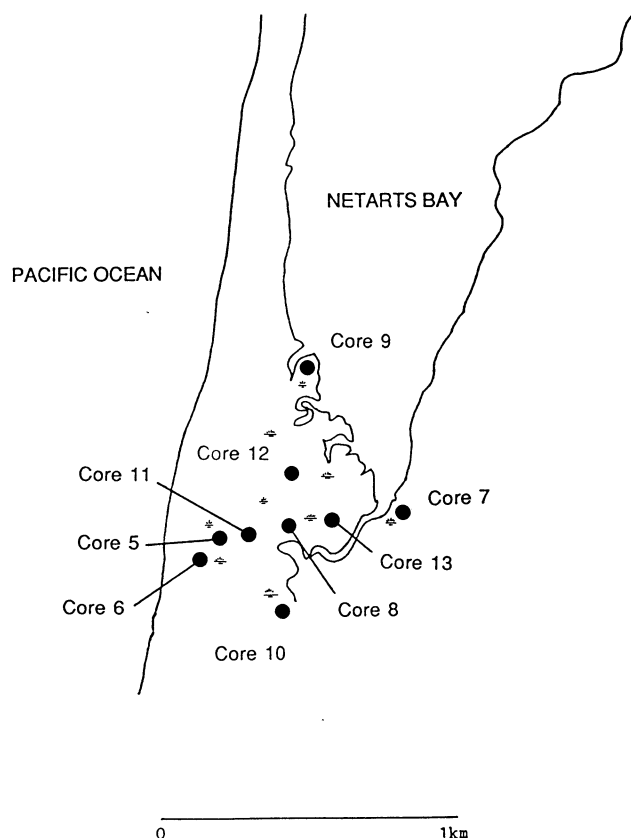 NETARTS BAY
PACIFIC OCEAN
Core 9
Core 12
Core 11
Core 7
Core 5
Core 13
Core 6
Core 8
Core 10
0
1km